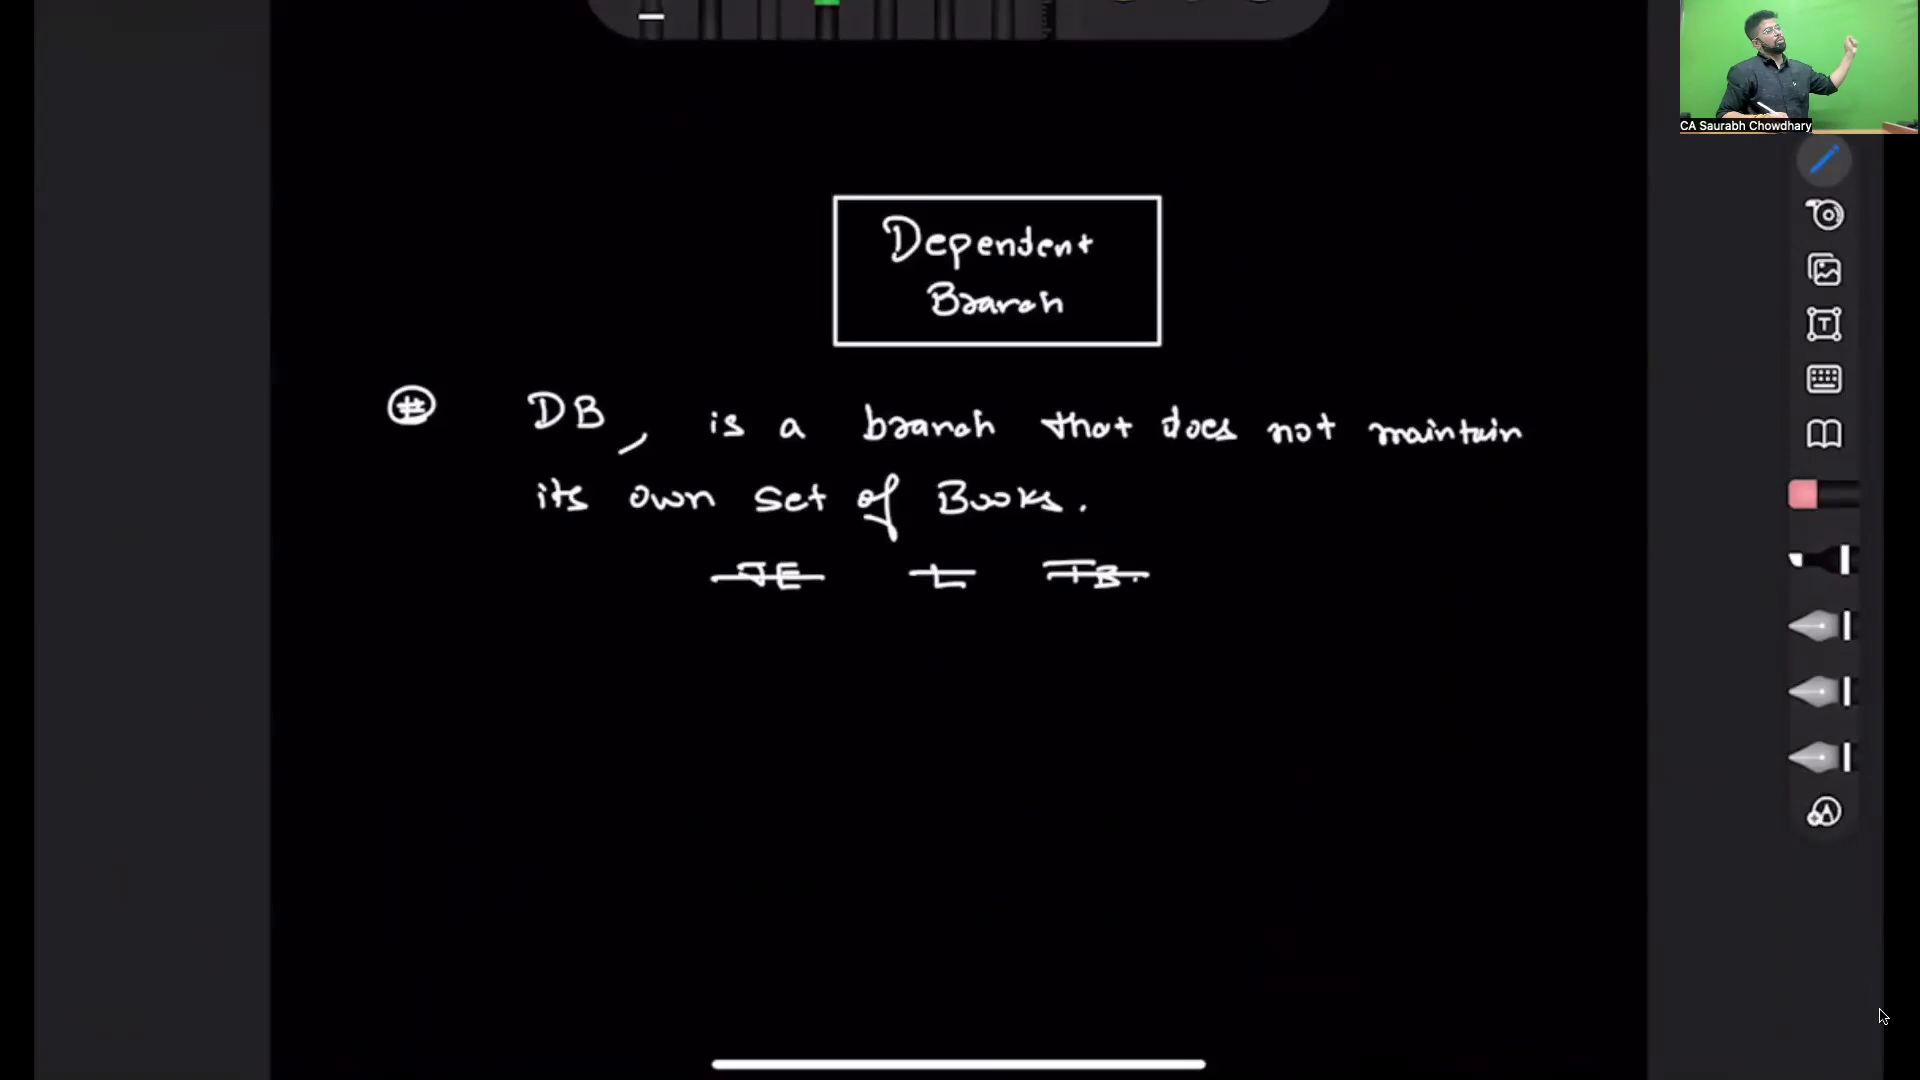 CA Saurabh Chowdhary
Dependent
Branch
# DB, is a branch that does not maintain
its own set of Books.
JE L TB.